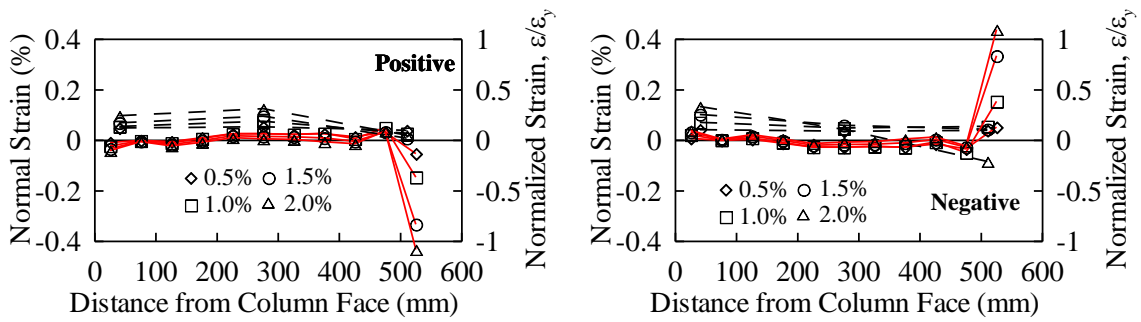 Normal Strain (%)
0.4
0.2
0
-0.2
-0.4
Positive
0.5%
1.5%
1.0%
2.0%
0 100 200 300 400 500 600
Distance from Column Face (mm)
1
0.5
0
-0.5
-1
Normalized Strain, ε/εy
Normal Strain (%)
0.4
0.2
0
-0.2
-0.4
0.5%
1.5%
1.0%
2.0%
Negative
0 100 200 300 400 500 600
Distance from Column Face (mm)
1
0.5
0
-0.5
-1
Normalized Strain, ε/εy